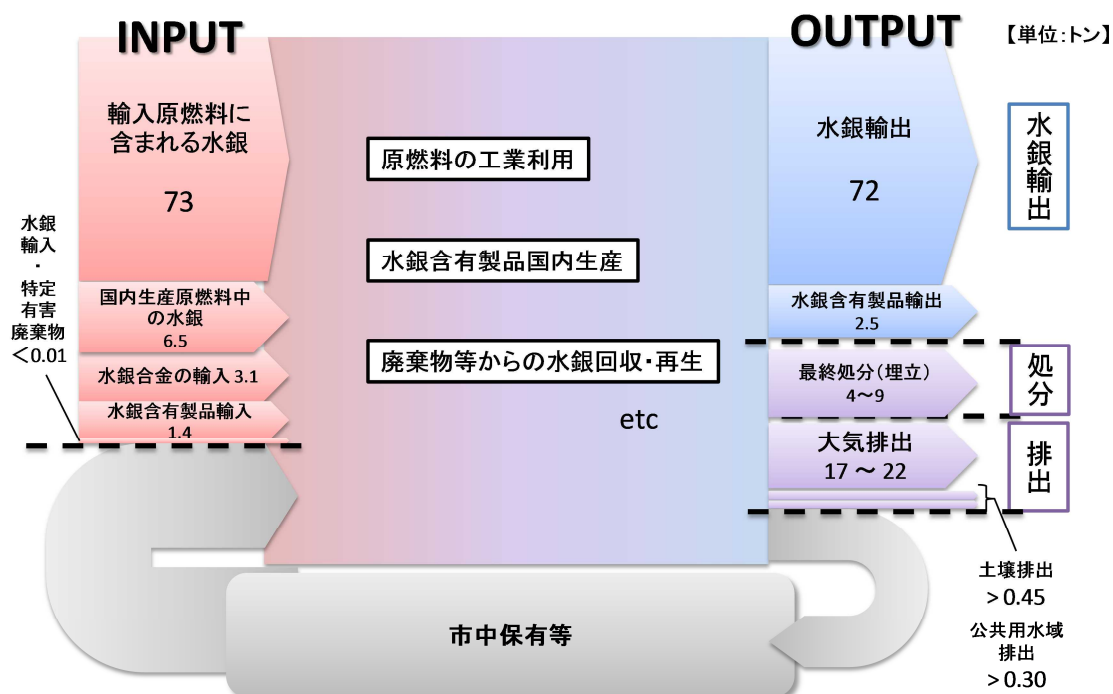 INPUT
OUTPUT
【単位:トン】
輸入原燃料に
含まれる水銀
73
水銀
輸入
・
特定
有害
廃棄物
<0.01
国内生産原燃料中
の水銀
6.5
水銀合金の輸入 3.1
水銀含有製品輸入
1.4
原燃料の工業利用
水銀含有製品国内生産
廃棄物等からの水銀回収・再生
etc
水銀輸出
72
水銀含有製品輸出
2.5
最終処分(埋立)
4~9
大気排出
17 ~ 22
水銀輸出
処分
排出
土壌排出
>0.45
公共用水域
排出
>0.30
市中保有等